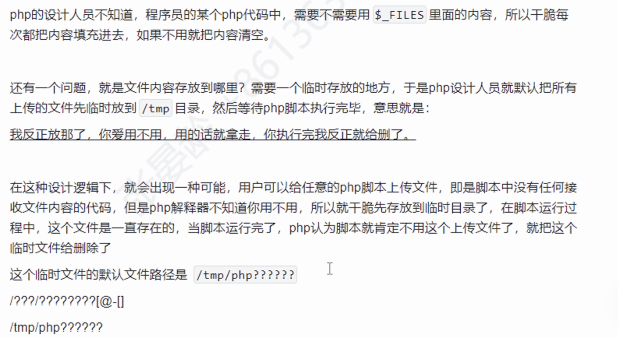 php的设计人员不知道，程序员的某个php代码中，需要不需要用 $_FILES 里面的内容，所以干脆每
次都把内容填充进去，如果不用就把内容清空。
还有一个问题，就是文件内容存放到哪里？需要一个临时存放的地方，于是php设计人员就默认把所有
上传的文件先临时放到 /tmp 目录，然后等待php脚本执行完毕，意思就是：
我反正放那了，你爱用不用，用的话就拿走，你执行完我反正就给删了。
在这种设计逻辑下，就会出现一种可能，用户可以给任意的php脚本上传文件，即是脚本中没有任何接
收文件内容的代码，但是php解释器不知道你用不用，所以就干脆先存放到临时目录了，在脚本运行过
程中，这个文件是一直存在的，当脚本运行完了，php认为脚本就肯定不用这个上传文件了，就把这个
临时文件给删除了
这个临时文件的默认文件路径是 /tmp/php??????
/???/????????[@-[]
/tmp/php??????